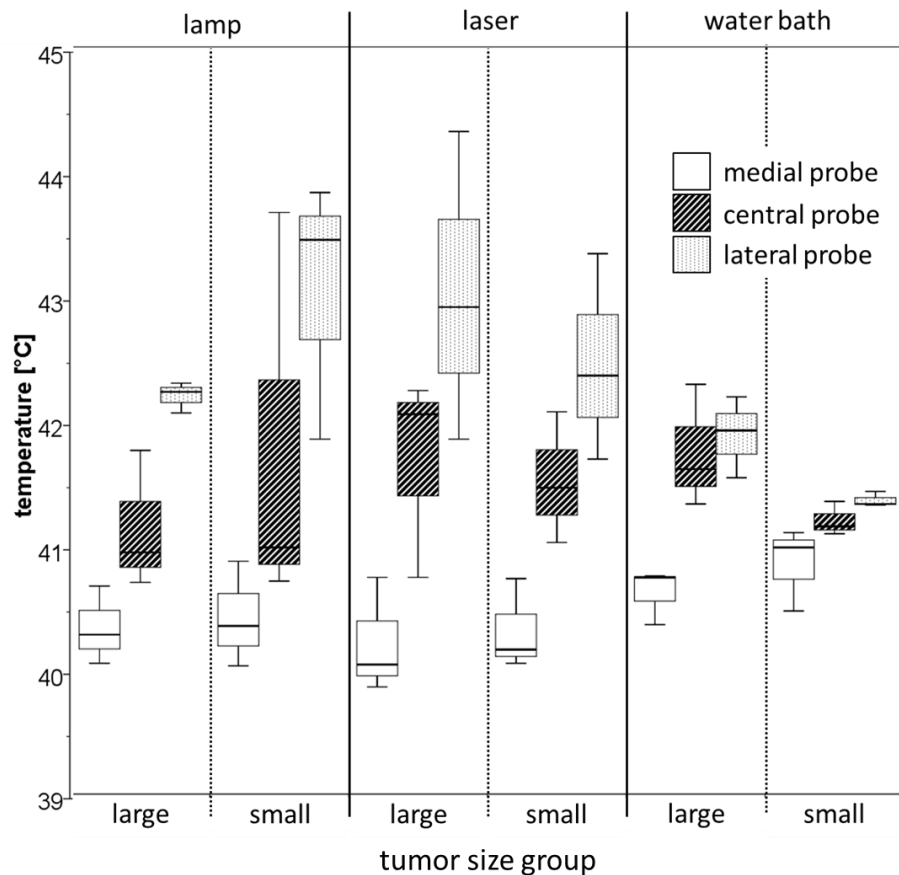 lamp laser water bath
45
44
43
42
41
40
39
temperature [°C]
medial probe
central probe
lateral probe
large small large small large small
tumor size group